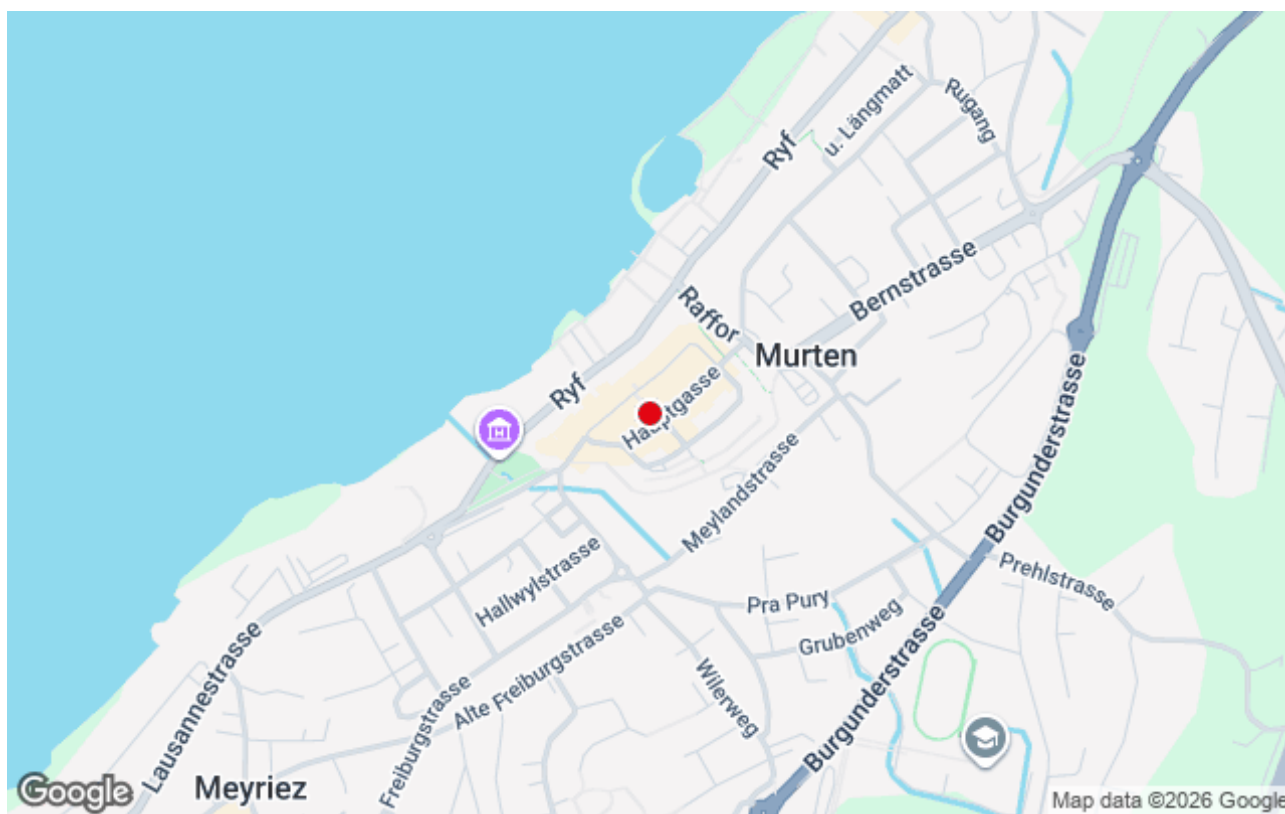 u. Längmatt
Rugang
Ryf
Bernstrasse
Raffor
Murten
Ryf
Hauptgasse
H
Burgunderstrasse
Meylandstrasse
Prehlstrasse
Hallwylstrasse
Pra Pury
Grubenweg
Lausannestrasse
Alte Freiburgstrasse
Wilerweg
Burgunderstrasse
Freiburgstrasse
Meyriez
Google
Map data ©2026 Google